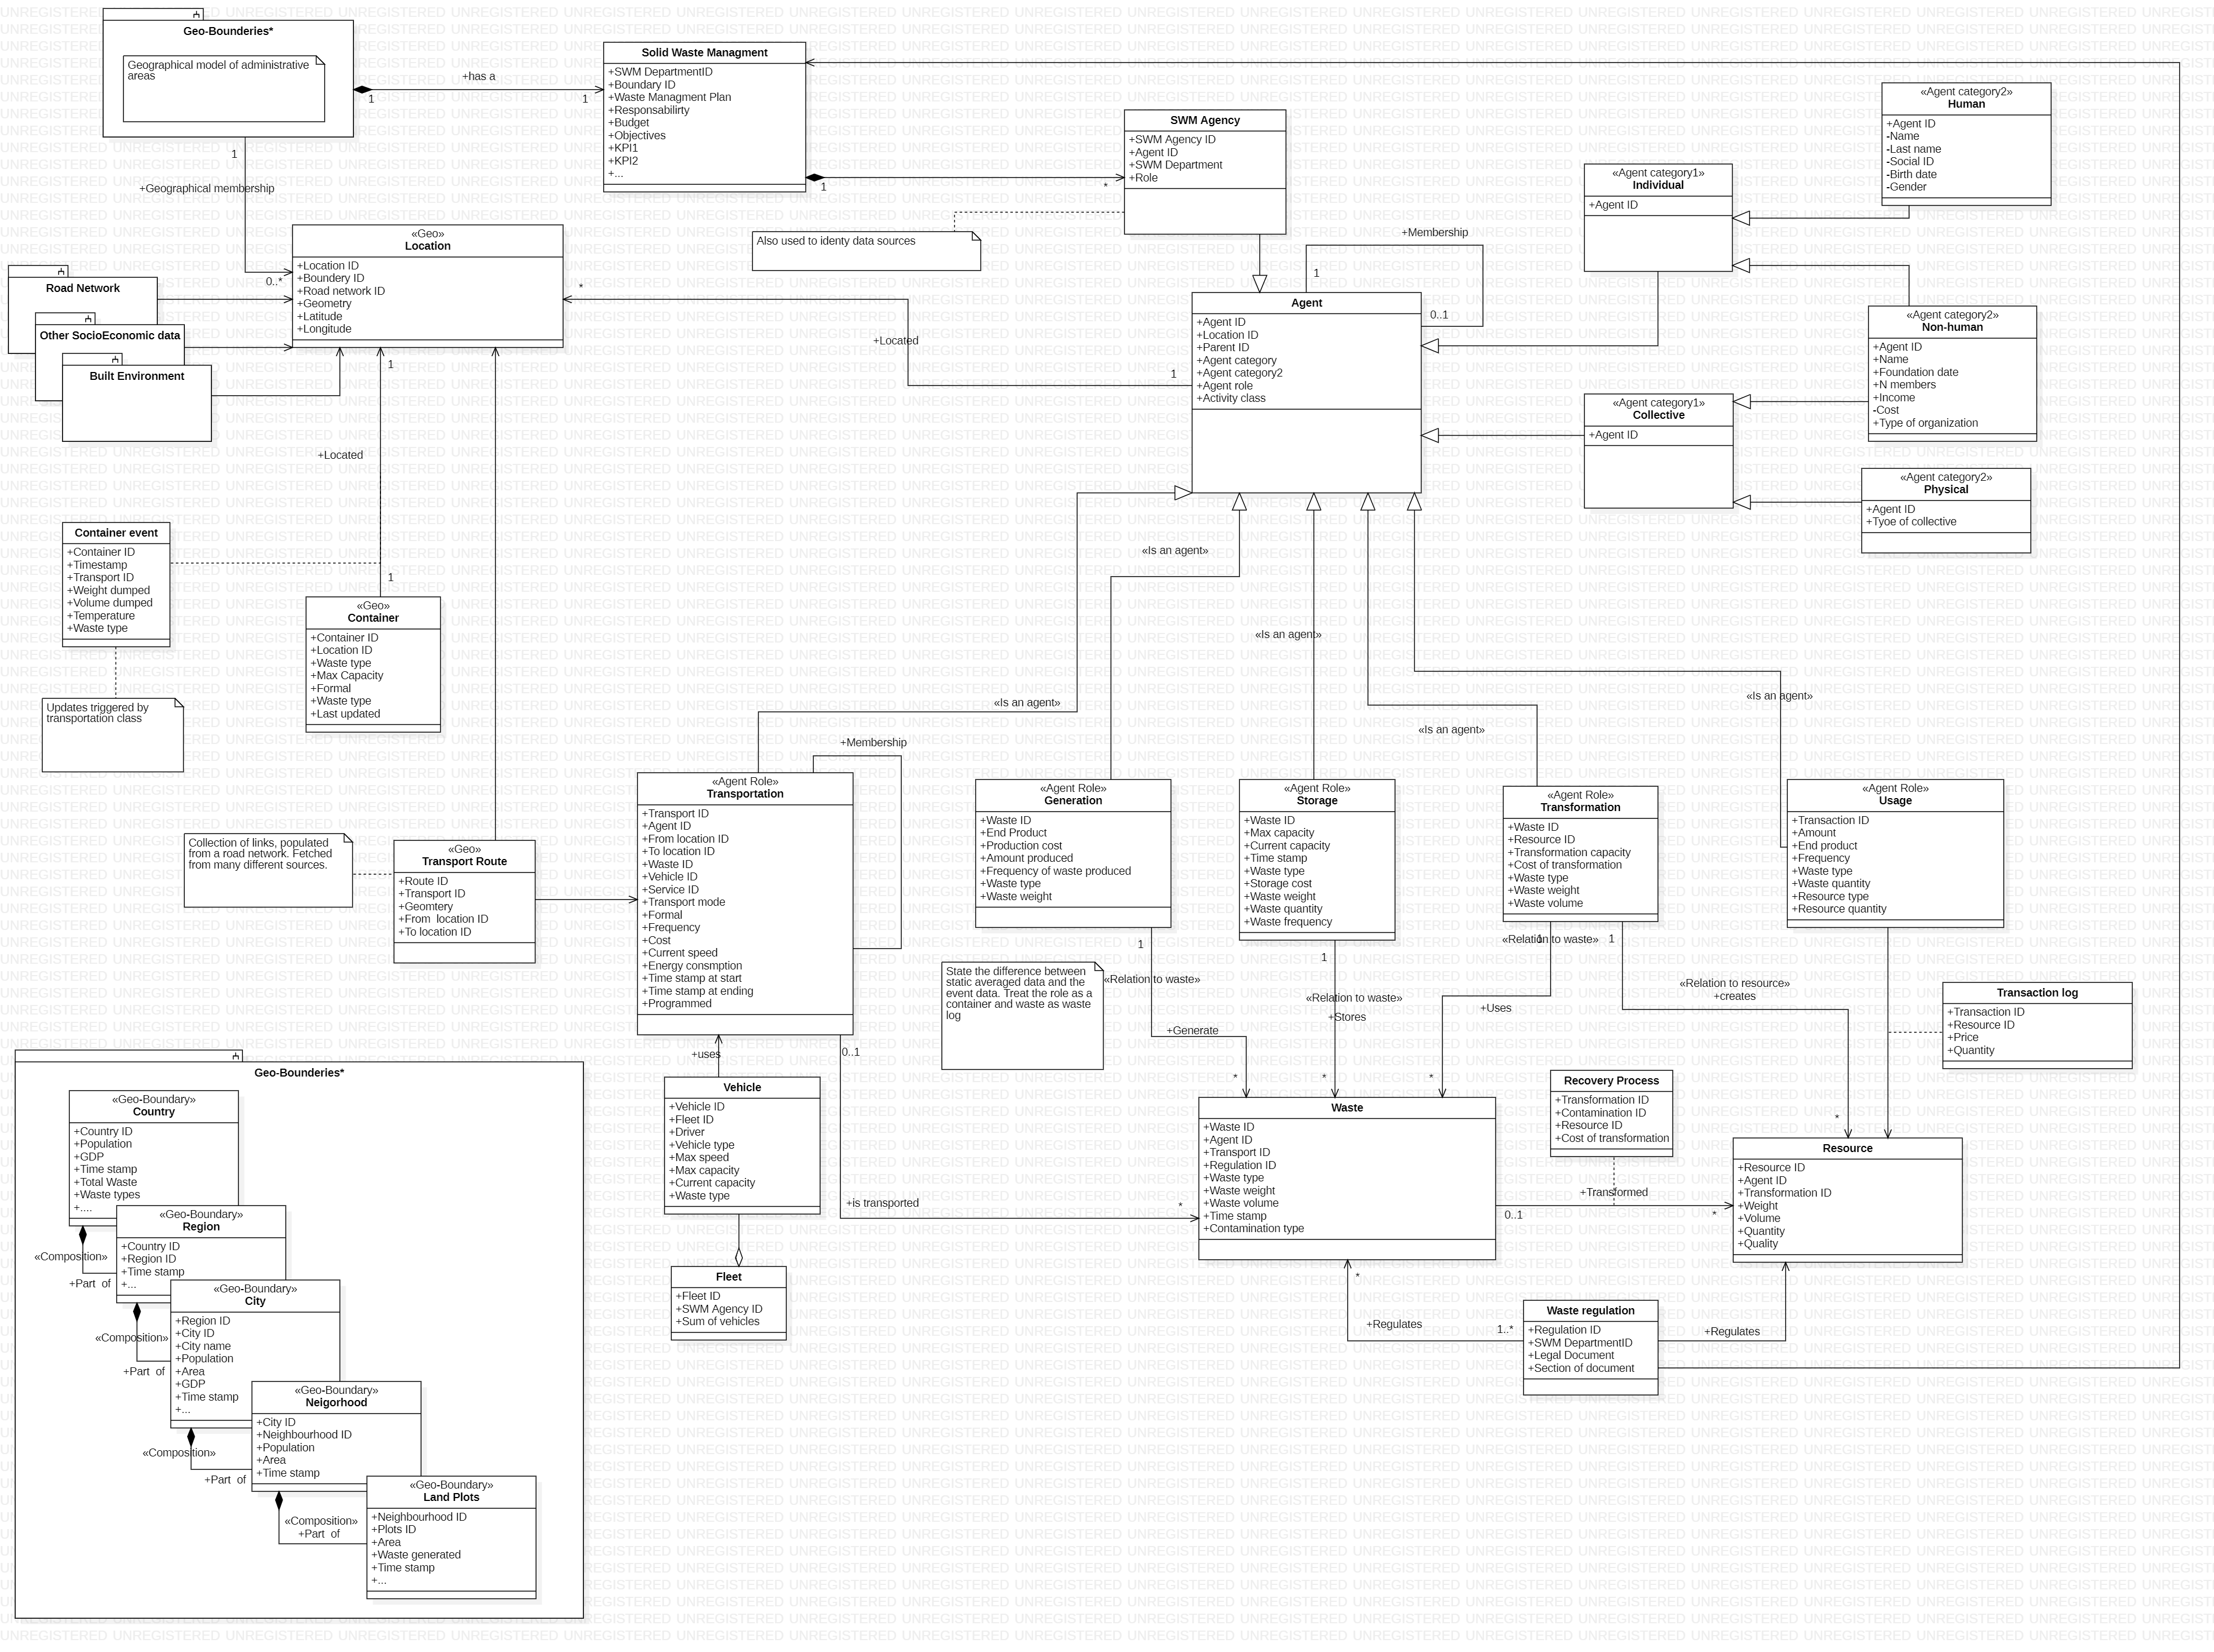 Geo-Bounderies*
Geographical model of administrative
areas
+has a
1
1
Solid Waste Managment
+SWM DepartmentID
+Boundary ID
+Waste Managment Plan
+Responsabilirty
+Budget
+Objectives
+KPI1
+KPI2
+...
1
*
SWM Agency
+SWM Agency ID
+Agent ID
+SWM Department
+Role
Also used to identy data sources
«Agent category2»
Human
+Agent ID
-Name
-Last name
-Social ID
-Birth date
-Gender
«Agent category1»
Individual
+Agent ID
1
+Geographical membership
0..*
«Geo»
Location
+Location ID
+Boundery ID
+Road network ID
+Geometry
+Latitude
+Longitude
Road Network
Other SocioEconomic data
Built Environment
*
+Located
1
+Membership
1
0..1
Agent
+Agent ID
+Location ID
+Parent ID
+Agent category
+Agent category2
+Agent role
+Activity class
«Agent category2»
Non-human
+Agent ID
+Name
+Foundation date
+N members
+Income
-Cost
+Type of organization
«Agent category1»
Collective
+Agent ID
«Agent category2»
Physical
+Agent ID
+Tyoe of collective
1
+Located
1
Container event
+Container ID
+Timestamp
+Transport ID
+Weight dumped
+Volume dumped
+Temperature
+Waste type
Updates triggered by
transportation class
«Geo»
Container
+Container ID
+Location ID
+Waste type
+Max Capacity
+Formal
+Waste type
+Last updated
«Is an agent»
«Is an agent»
«Is an agent»
«Is an agent»
«Is an agent»
+Membership
Collection of links, populated
from a road network. Fetched
from many different sources.
«Geo»
Transport Route
+Route ID
+Transport ID
+Geomtery
+From  location ID
+To location ID
«Agent Role»
Transportation
+Transport ID
+Agent ID
+From location ID
+To location ID
+Waste ID
+Vehicle ID
+Service ID
+Transport mode
+Formal
+Frequency
+Cost
+Current speed
+Energy consmption
+Time stamp at start
+Time stamp at ending
+Programmed
«Agent Role»
Generation
+Waste ID
+End Product
+Production cost
+Amount produced
+Frequency of waste produced
+Waste type
+Waste weight
«Agent Role»
Storage
+Waste ID
+Max capacity
+Current capacity
+Time stamp
+Waste type
+Storage cost
+Waste weight
+Waste quantity
+Waste frequency
«Agent Role»
Transformation
+Waste ID
+Resource ID
+Transformation capacity
+Cost of transformation
+Waste type
+Waste weight
+Waste volume
«Agent Role»
Usage
+Transaction ID
+Amount
+End product
+Frequency
+Waste type
+Waste quantity
+Resource type
+Resource quantity
State the difference between
static averaged data and the
event data. Treat the role as a
container and waste as waste
log
1
«Relation to waste»
+Generate
*
1
«Relation to waste»
+Stores
*
«Relation to waste»
1
+Uses
*
1
«Relation to resource»
+creates
*
Transaction log
+Transaction ID
+Resource ID
+Price
+Quantity
+uses
0..1
+is transported
*
Vehicle
+Vehicle ID
+Fleet ID
+Driver
+Vehicle type
+Max speed
+Max capacity
+Current capacity
+Waste type
Fleet
+Fleet ID
+SWM Agency ID
+Sum of vehicles
Waste
+Waste ID
+Agent ID
+Transport ID
+Regulation ID
+Waste type
+Waste weight
+Waste volume
+Time stamp
+Contamination type
Recovery Process
+Transformation ID
+Contamination ID
+Resource ID
+Cost of transformation
+Transformed
0..1
*
Resource
+Resource ID
+Agent ID
+Transformation ID
+Weight
+Volume
+Quantity
+Quality
*
+Regulates
1..*
Waste regulation
+Regulation ID
+SWM DepartmentID
+Legal Document
+Section of document
+Regulates
Geo-Bounderies*
«Geo-Boundary»
Country
+Country ID
+Population
+GDP
+Time stamp
+Total Waste
+Waste types
+....
«Composition»
+Part  of
«Geo-Boundary»
Region
+Country ID
+Region ID
+Time stamp
+...
«Composition»
+Part  of
«Geo-Boundary»
City
+Region ID
+City ID
+City name
+Population
+Area
+GDP
+Time stamp
+...
«Composition»
+Part  of
«Geo-Boundary»
Neigorhood
+City ID
+Neighbourhood ID
+Population
+Area
+Time stamp
«Composition»
+Part  of
«Geo-Boundary»
Land Plots
+Neighbourhood ID
+Plots ID
+Area
+Waste generated
+Time stamp
+...
UNREGISTERED